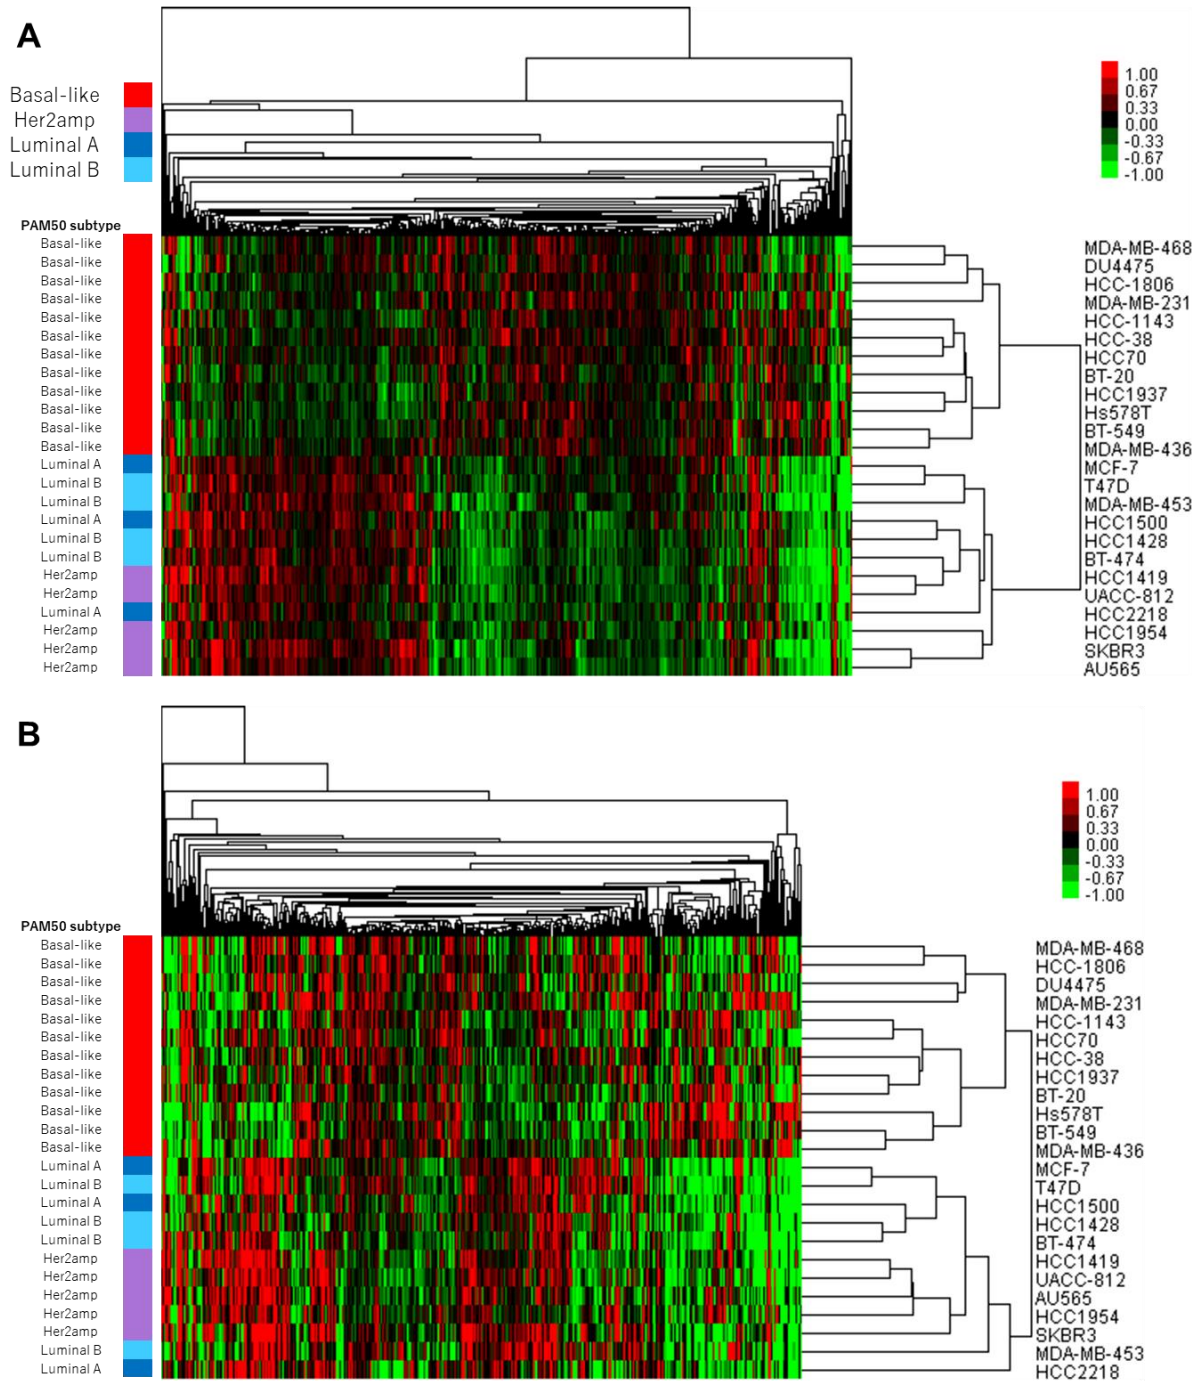 A
Basal-like
Her2amp
Luminal A
Luminal B
1.00
0.67
0.33
0.00
-0.33
-0.67
-1.00
PAM50 subtype
Basal-like
Basal-like
Basal-like
Basal-like
Basal-like
Basal-like
Basal-like
Basal-like
Basal-like
Basal-like
Basal-like
Basal-like
Luminal A
Luminal B
Luminal B
Luminal A
Luminal B
Luminal B
Her2amp
Her2amp
Luminal A
Her2amp
Her2amp
Her2amp
MDA-MB-468
DU4475
HCC-1806
MDA-MB-231
HCC-1143
HCC-38
HCC70
BT-20
HCC1937
Hs578T
BT-549
MDA-MB-436
MCF-7
T47D
MDA-MB-453
HCC1500
HCC1428
BT-474
HCC1419
UACC-812
HCC2218
HCC1954
SKBR3
AU565
B
1.00
0.67
0.33
0.00
-0.33
-0.67
-1.00
PAM50 subtype
Basal-like
Basal-like
Basal-like
Basal-like
Basal-like
Basal-like
Basal-like
Basal-like
Basal-like
Basal-like
Basal-like
Basal-like
Luminal A
Luminal B
Luminal A
Luminal B
Luminal B
Her2amp
Her2amp
Her2amp
Her2amp
Her2amp
Luminal B
Luminal A
MDA-MB-468
HCC-1806
DU4475
MDA-MB-231
HCC-1143
HCC70
HCC-38
HCC1937
BT-20
Hs578T
BT-549
MDA-MB-436
MCF-7
T47D
HCC1500
HCC1428
BT-474
HCC1419
UACC-812
AU565
HCC1954
SKBR3
MDA-MB-453
HCC2218